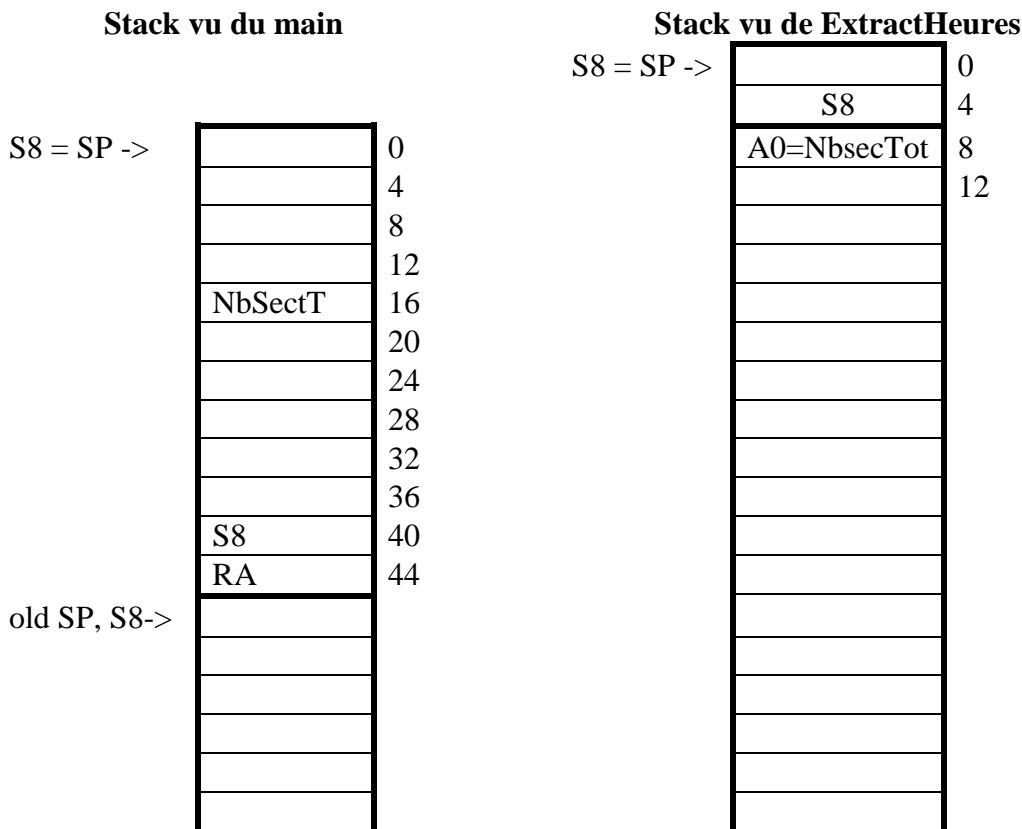 Stack vu du main
S8 = SP -> 0
4
8
12
NbSectT 16
20
24
28
32
36
S8 40
RA 44
old SP, S8->
Stack vu de ExtractHeures
S8 = SP -> 0
S8 4
A0=NbsecTot 8
12